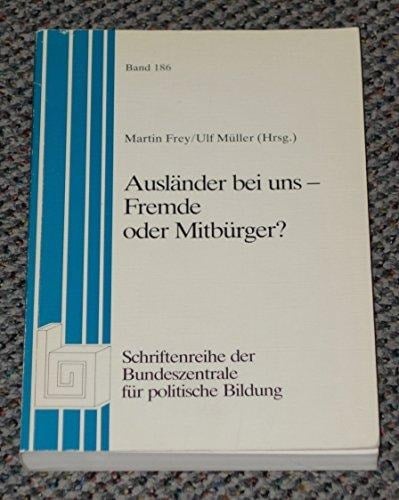 Band 186
Martin Frey/Ulf Müller (Hrsg.)
Ausländer bei uns –
Fremde
oder Mitbürger?
Schriftenreihe der
Bundeszentrale
für politische Bildung